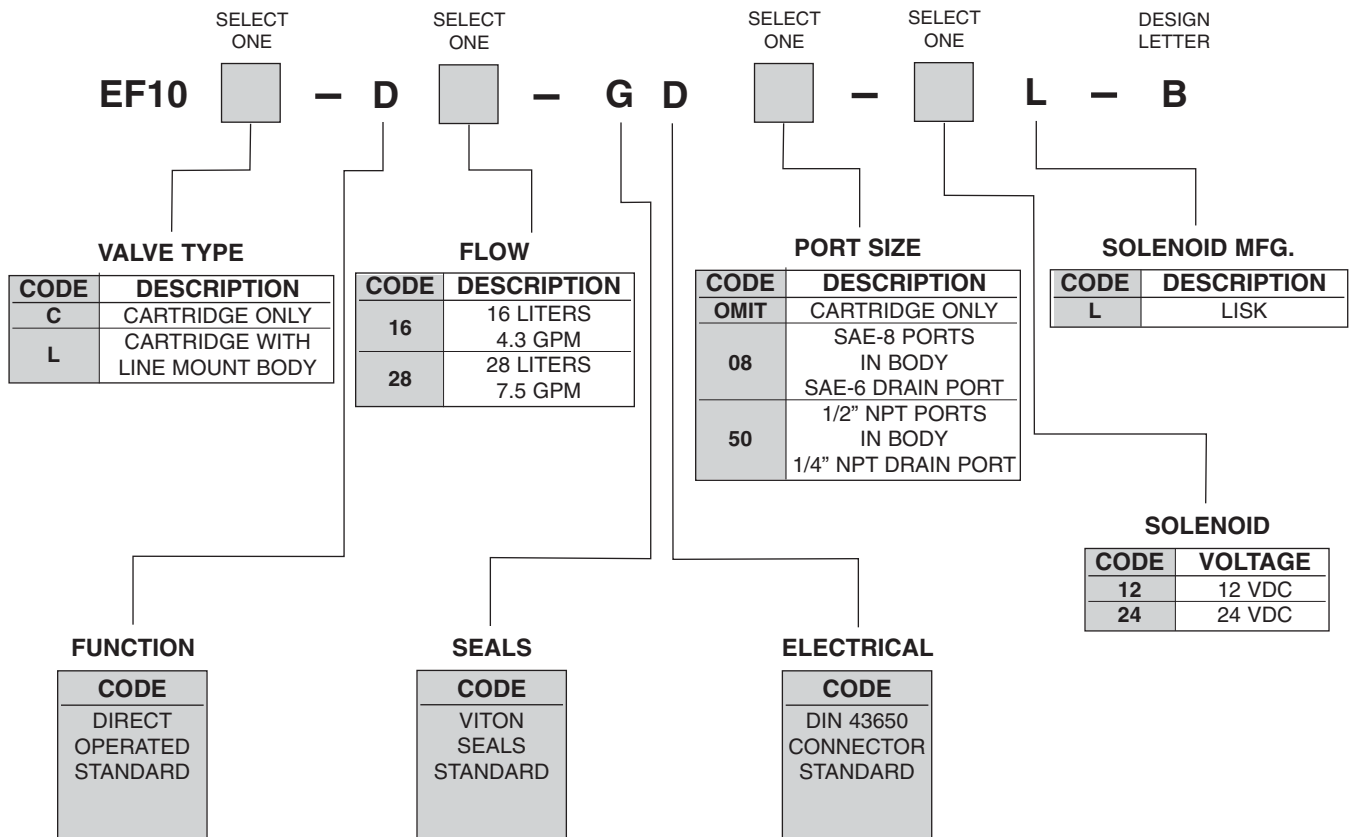 SELECT ONE
SELECT ONE
SELECT ONE
SELECT ONE
DESIGN LETTER
EF10 – D – G D – L – B
VALVE TYPE
CODE DESCRIPTION
C CARTRIDGE ONLY
L CARTRIDGE WITH
LINE MOUNT BODY
FLOW
CODE DESCRIPTION
16 16 LITERS
4.3 GPM
28 28 LITERS
7.5 GPM
PORT SIZE
CODE DESCRIPTION
OMIT CARTRIDGE ONLY
08 SAE-8 PORTS
IN BODY
SAE-6 DRAIN PORT
50 1/2” NPT PORTS
IN BODY
1/4” NPT DRAIN PORT
SOLENOID MFG.
CODE DESCRIPTION
L LISK
SOLENOID
CODE VOLTAGE
12 12 VDC
24 24 VDC
FUNCTION
CODE
DIRECT
OPERATED
STANDARD
SEALS
CODE
VITON
SEALS
STANDARD
ELECTRICAL
CODE
DIN 43650
CONNECTOR
STANDARD